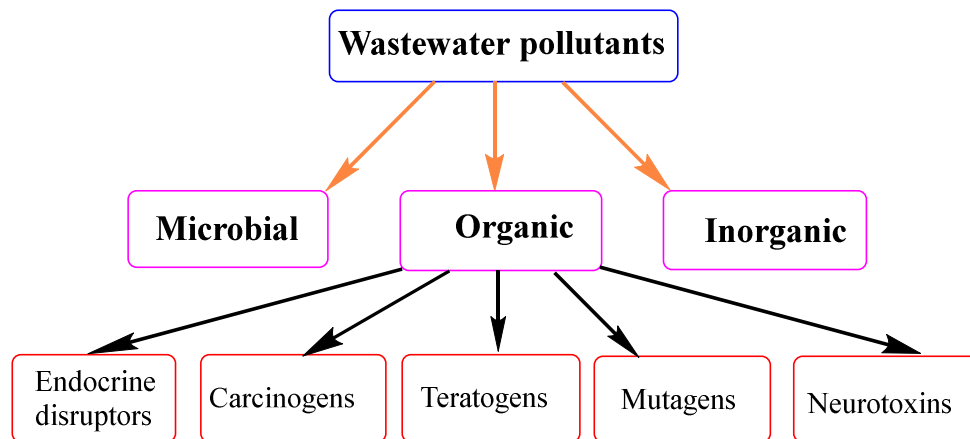 Wastewater pollutants
Microbial
Organic
Inorganic
Endocrine
disruptors
Carcinogens
Teratogens
Mutagens
Neurotoxins